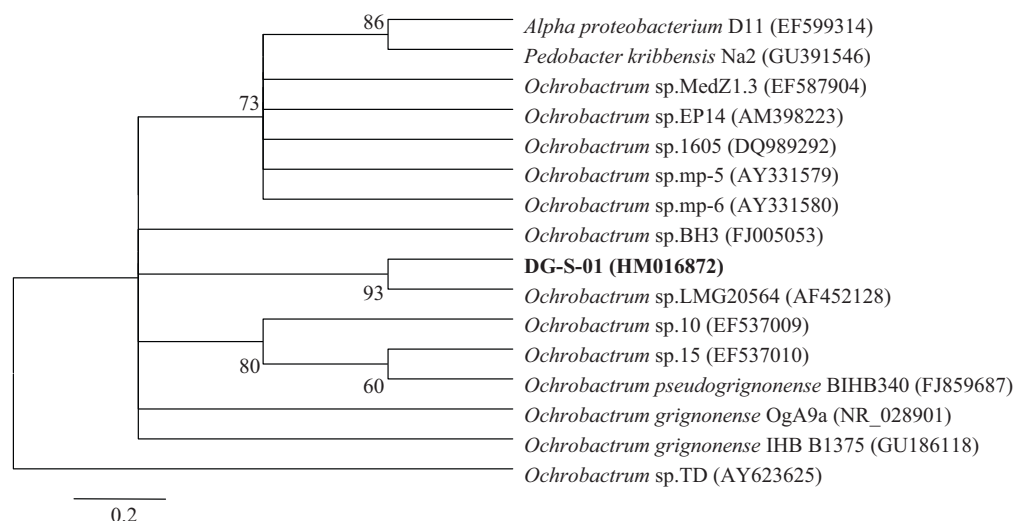 86
Alpha proteobacterium D11 (EF599314)
Pedobacter kribbensis Na2 (GU391546)
Ochrobactrum sp.MedZ1.3 (EF587904)
73
Ochrobactrum sp.EP14 (AM398223)
Ochrobactrum sp.1605 (DQ989292)
Ochrobactrum sp.mp-5 (AY331579)
Ochrobactrum sp.mp-6 (AY331580)
Ochrobactrum sp.BH3 (FJ005053)
DG-S-01 (HM016872)
93
Ochrobactrum sp.LMG20564 (AF452128)
Ochrobactrum sp.10 (EF537009)
80
Ochrobactrum sp.15 (EF537010)
60
Ochrobactrum pseudogrignonense BIHB340 (FJ859687)
Ochrobactrum grignonense OgA9a (NR_028901)
Ochrobactrum grignonense IHB B1375 (GU186118)
Ochrobactrum sp.TD (AY623625)
0.2